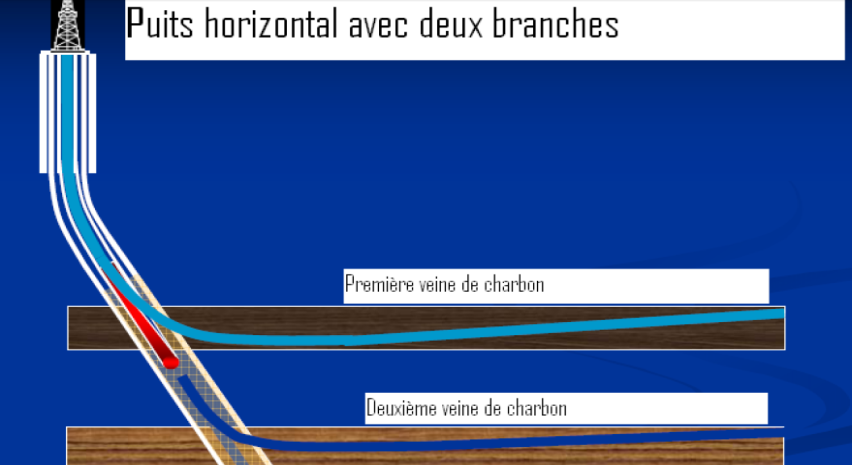 Puits horizontal avec deux branches
Première veine de charbon
Deuxième veine de charbon